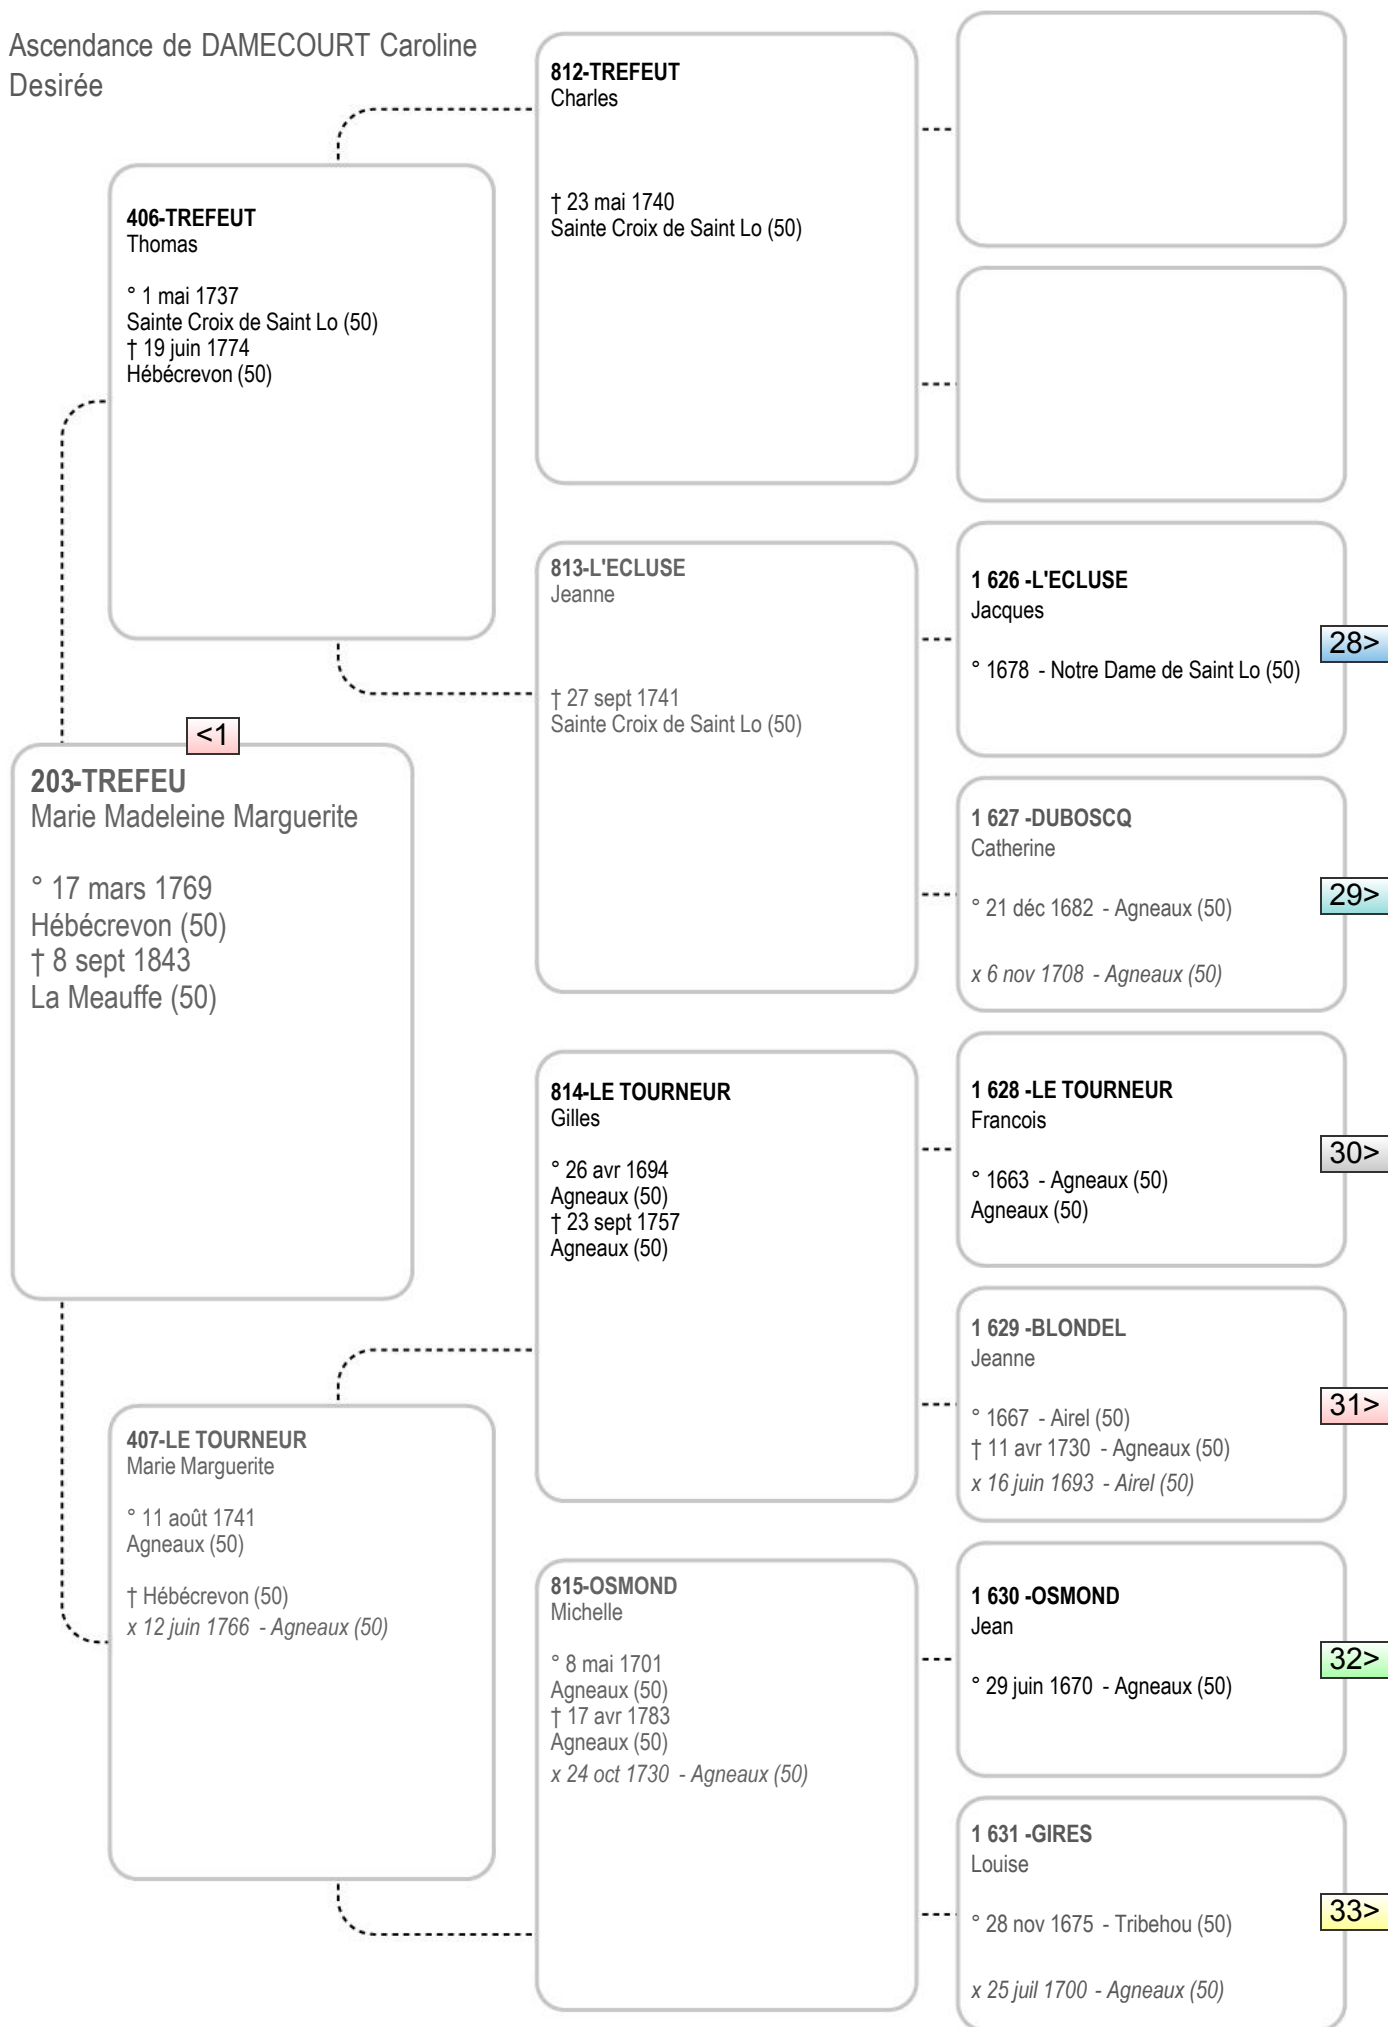 Ascendance de DAMECOURT Caroline
Desirée
812-TREFEUT
Charles
† 23 mai 1740
Sainte Croix de Saint Lo (50)
406-TREFEUT
Thomas
° 1 mai 1737
Sainte Croix de Saint Lo (50)
† 19 juin 1774
Hébécrevon (50)
813-L'ECLUSE
Jeanne
† 27 sept 1741
Sainte Croix de Saint Lo (50)
1 626 -L'ECLUSE
Jacques
° 1678 - Notre Dame de Saint Lo (50)
28>
<1
203-TREFEU
Marie Madeleine Marguerite
° 17 mars 1769
Hébécrevon (50)
† 8 sept 1843
La Meauffe (50)
1 627 -DUBOSCQ
Catherine
° 21 déc 1682 - Agneaux (50)
x 6 nov 1708 - Agneaux (50)
29>
814-LE TOURNEUR
Gilles
° 26 avr 1694
Agneaux (50)
† 23 sept 1757
Agneaux (50)
1 628 -LE TOURNEUR
Francois
° 1663 - Agneaux (50)
Agneaux (50)
30>
1 629 -BLONDEL
Jeanne
° 1667 - Airel (50)
† 11 avr 1730 - Agneaux (50)
x 16 juin 1693 - Airel (50)
31>
407-LE TOURNEUR
Marie Marguerite
° 11 août 1741
Agneaux (50)
† Hébécrevon (50)
x 12 juin 1766 - Agneaux (50)
815-OSMOND
Michelle
° 8 mai 1701
Agneaux (50)
† 17 avr 1783
Agneaux (50)
x 24 oct 1730 - Agneaux (50)
1 630 -OSMOND
Jean
° 29 juin 1670 - Agneaux (50)
32>
1 631 -GIRES
Louise
° 28 nov 1675 - Tribehou (50)
x 25 juil 1700 - Agneaux (50)
33>